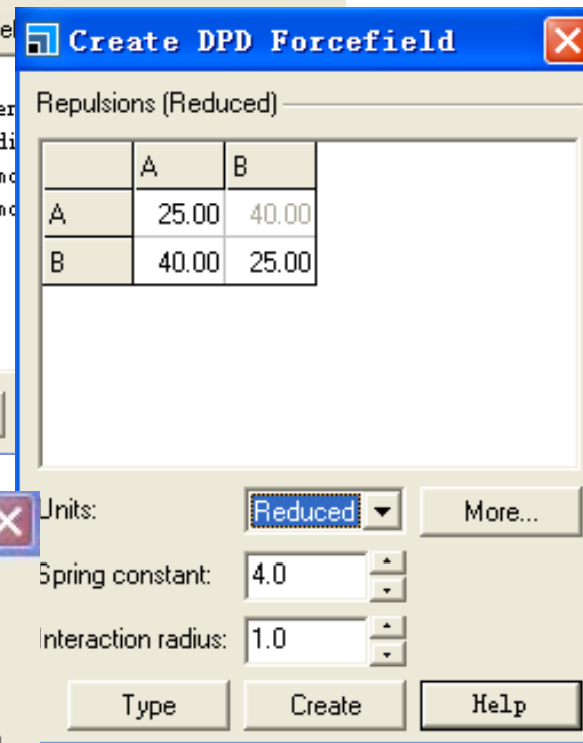 Create DPD Forcefield
Repulsions (Reduced)
A B
A 25.00 40.00
B 40.00 25.00
Units: Reduced More...
Spring constant: 4.0
Interaction radius: 1.0
Type Create Help